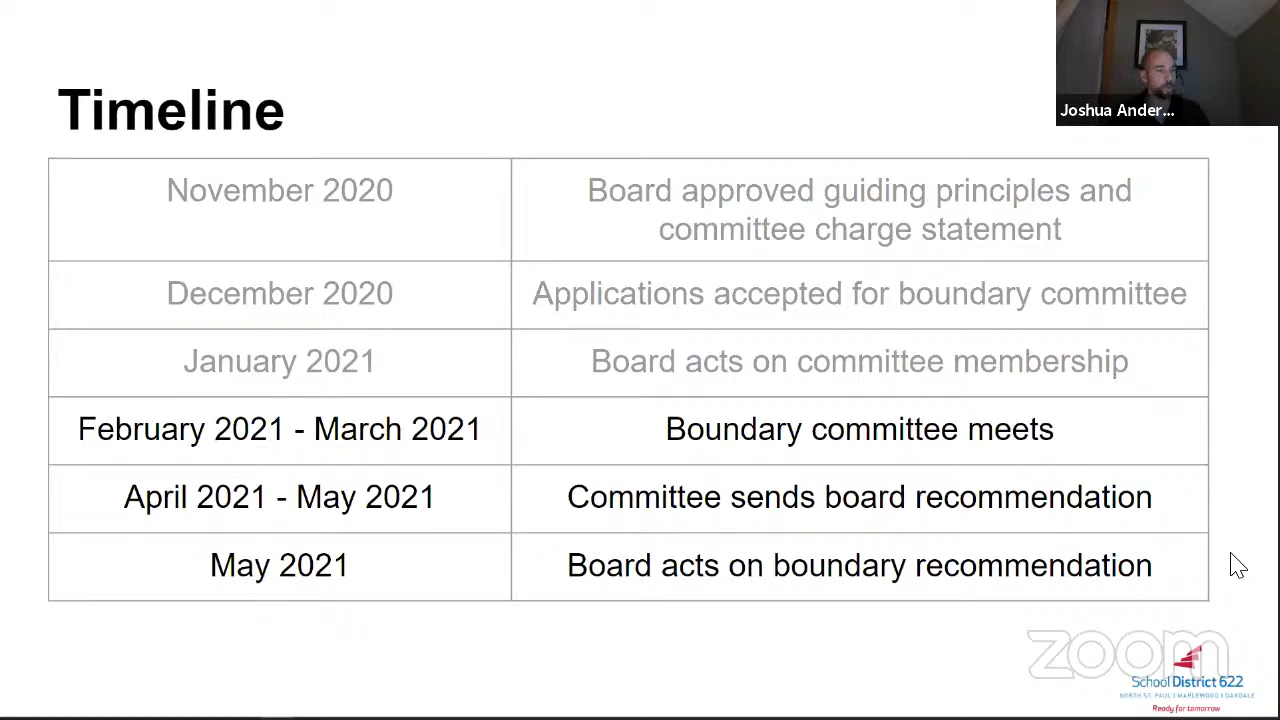 Joshua Ander...
Timeline
November 2020
Board approved guiding principles and
committee charge statement
December 2020
Applications accepted for boundary committee
January 2021
Board acts on committee membership
February 2021 - March 2021
Boundary committee meets
April 2021 - May 2021
Committee sends board recommendation
May 2021
Board acts on boundary recommendation
zoom
School District 622
NORTH ST. PAUL | MAPLEWOOD | OAKDALE
Ready for tomorrow